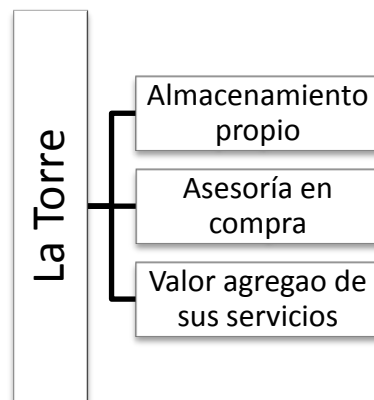 La Torre
Almacenamiento
propio
Asesoría en
compra
Valor agregao de
sus servicios